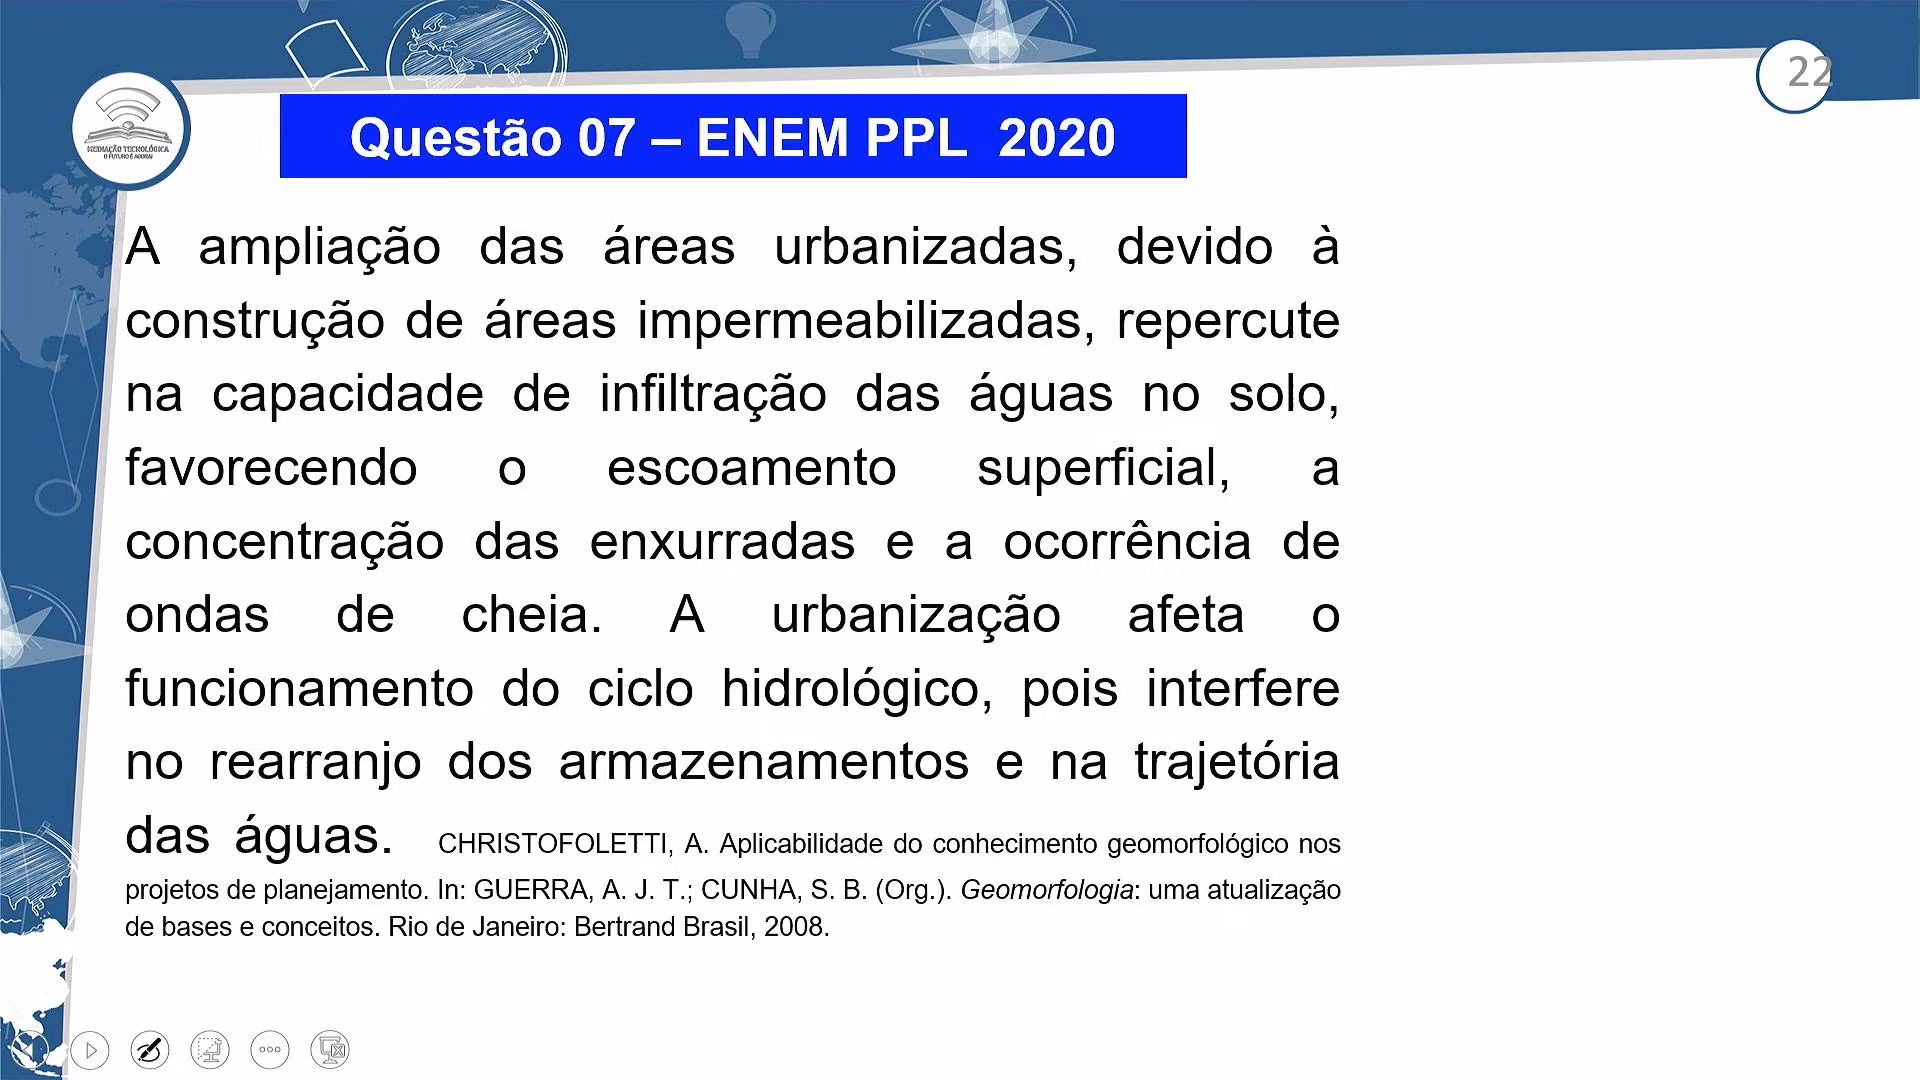 22
MEDIAÇÃO TECNOLÓGICA
O FUTURO É AGORA!
Questão 07 – ENEM PPL 2020
A ampliação das áreas urbanizadas, devido à
construção de áreas impermeabilizadas, repercute
na capacidade de infiltração das águas no solo,
favorecendo o escoamento superficial, a
concentração das enxurradas e a ocorrência de
ondas de cheia. A urbanização afeta o
funcionamento do ciclo hidrológico, pois interfere
no rearranjo dos armazenamentos e na trajetória
das águas. CHRISTOFOLETTI, A. Aplicabilidade do conhecimento geomorfológico nos
projetos de planejamento. In: GUERRA, A. J. T.; CUNHA, S. B. (Org.). Geomorfologia: uma atualização
de bases e conceitos. Rio de Janeiro: Bertrand Brasil, 2008.